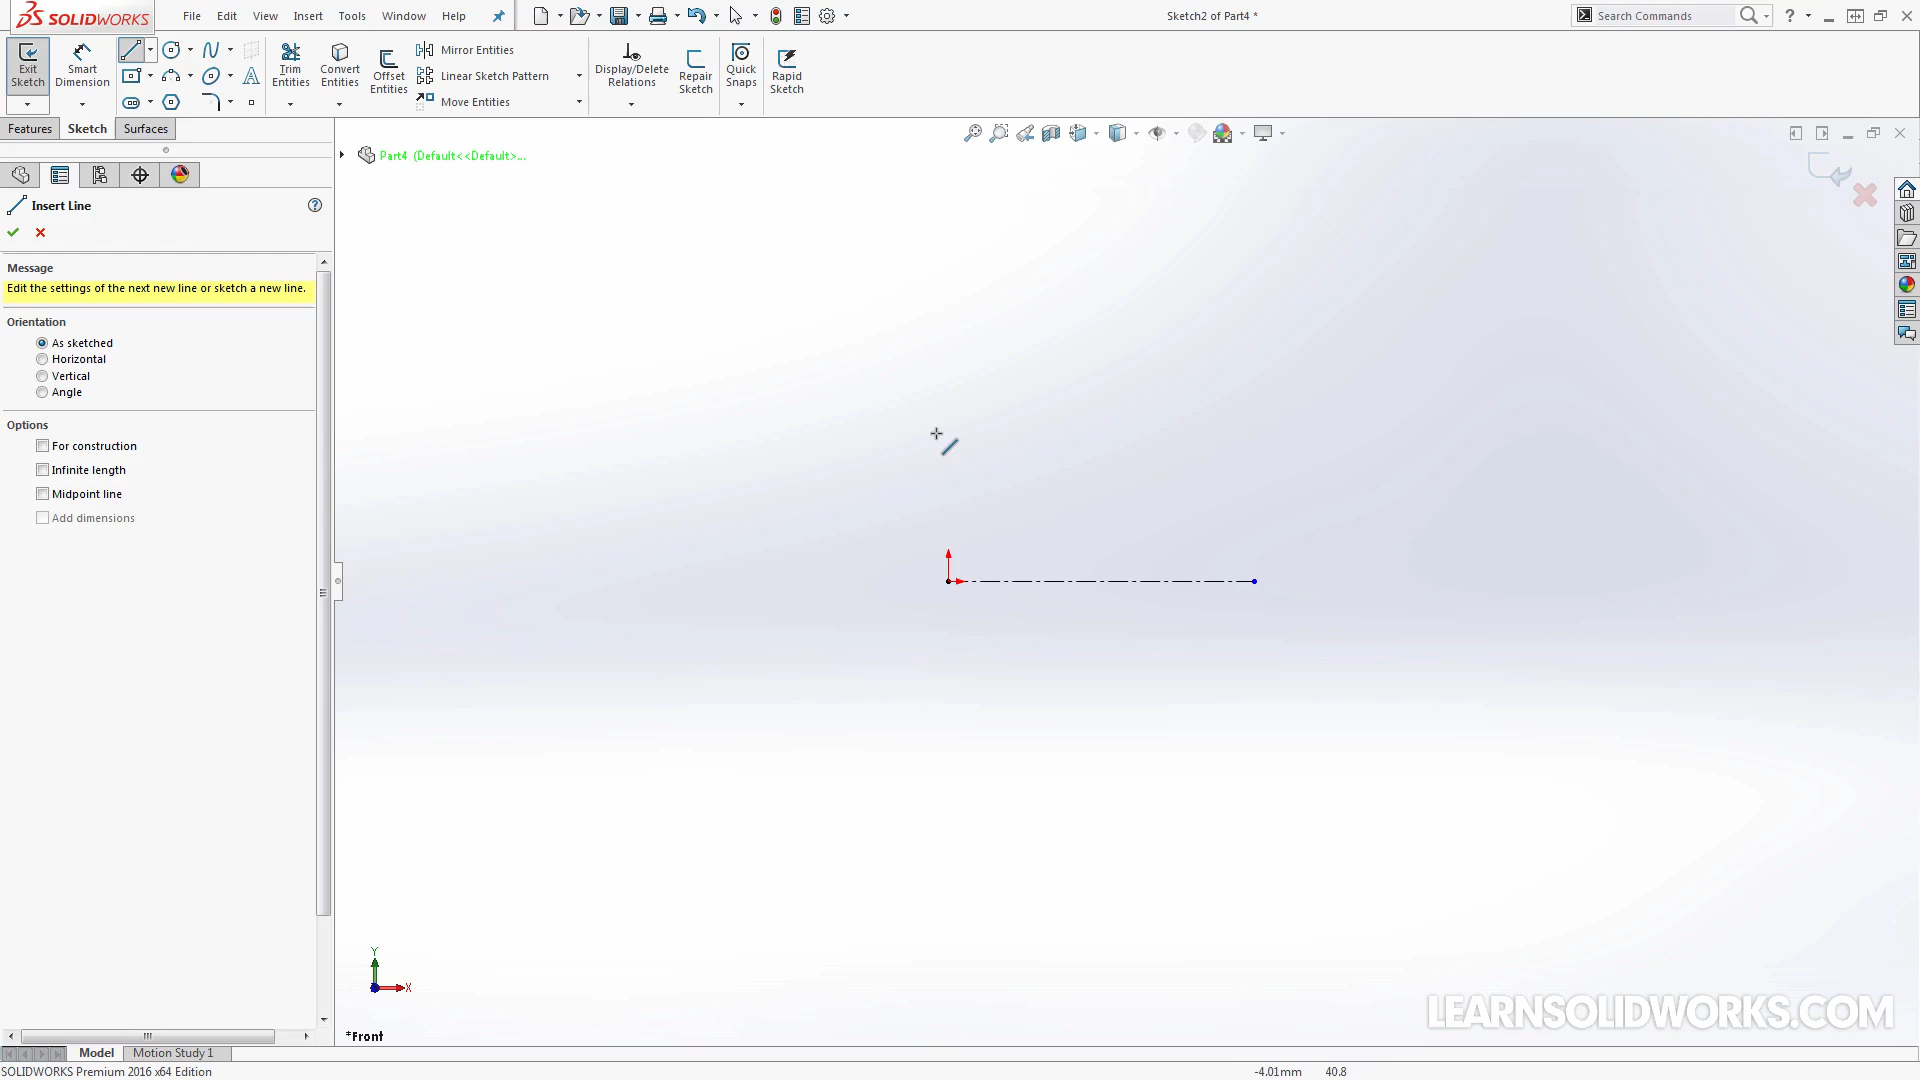 SOLIDWORKS
File Edit View Insert Tools Window Help
Sketch2 of Part4 *
Search Commands
?
Exit Sketch
Smart Dimension
Trim Entities
Convert Entities
Offset Entities
Mirror Entities
Linear Sketch Pattern
Move Entities
Display/Delete Relations
Repair Sketch
Quick Snaps
Rapid Sketch
Features Sketch Surfaces
Part4 (Default<<Default>...
Insert Line
?
Message
Edit the settings of the next new line or sketch a new line.
Orientation
As sketched
Horizontal
Vertical
Angle
Options
For construction
Infinite length
Midpoint line
Add dimensions
Y
X
*Front
LEARNSOLIDWORKS.COM
Model Motion Study 1
SOLIDWORKS Premium 2016 x64 Edition
-4.01mm 40.8